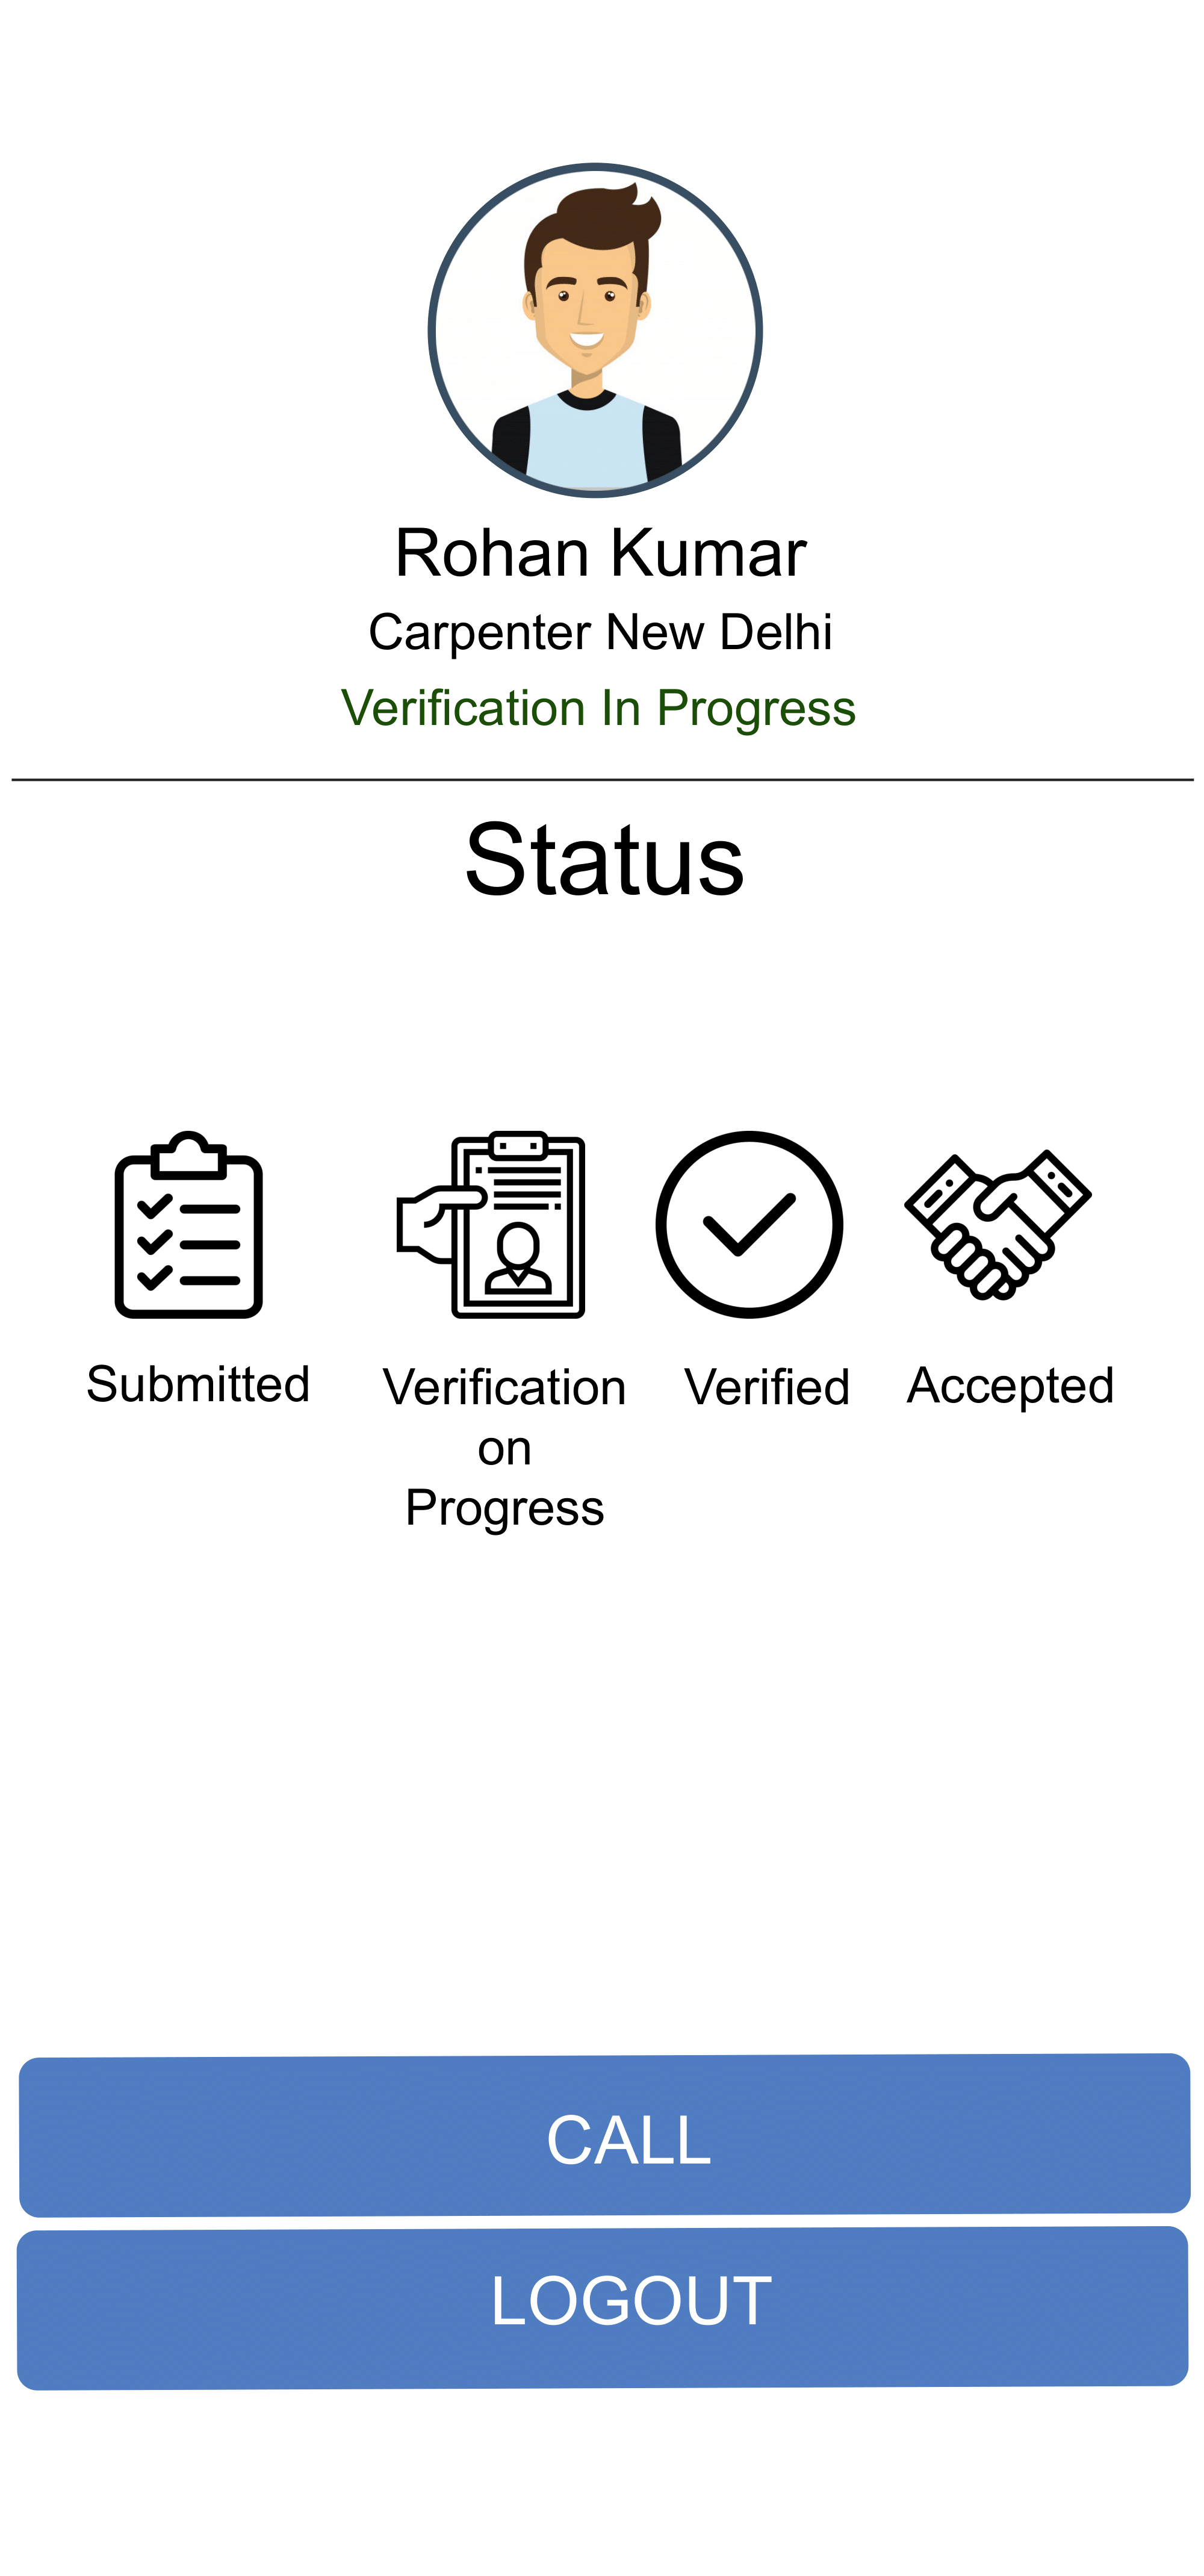 Rohan Kumar
Carpenter New Delhi
Verification In Progress
Status
Submitted
Verification
on
Progress
Verified
Accepted
CALL
LOGOUT